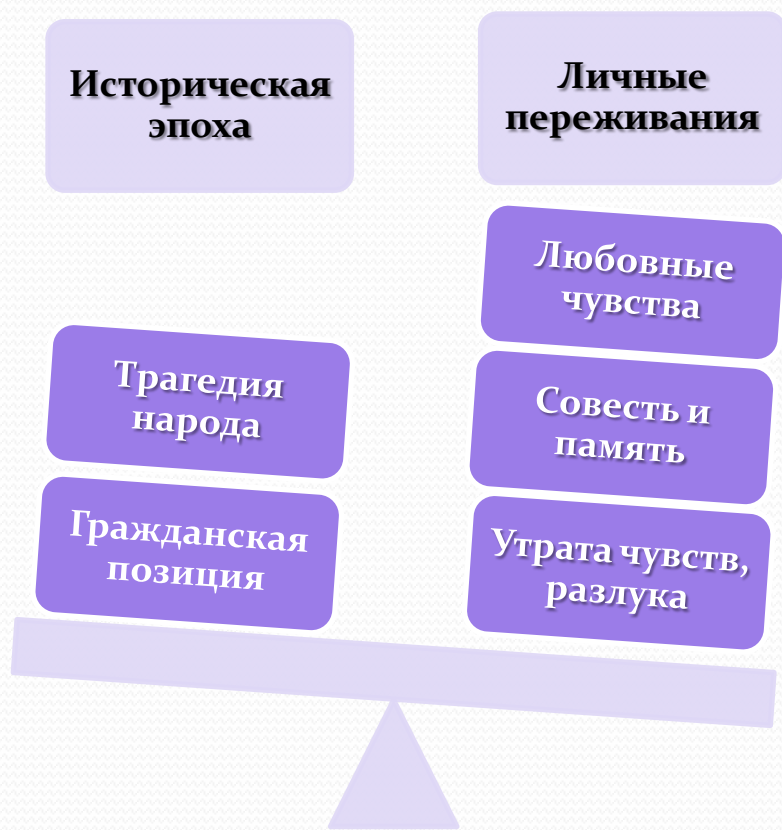 Историческая
эпоха
Личные
переживания
Любовные
чувства
Трагедия
народа
Совесть и
память
Гражданская
позиция
Утрата чувств,
разлука